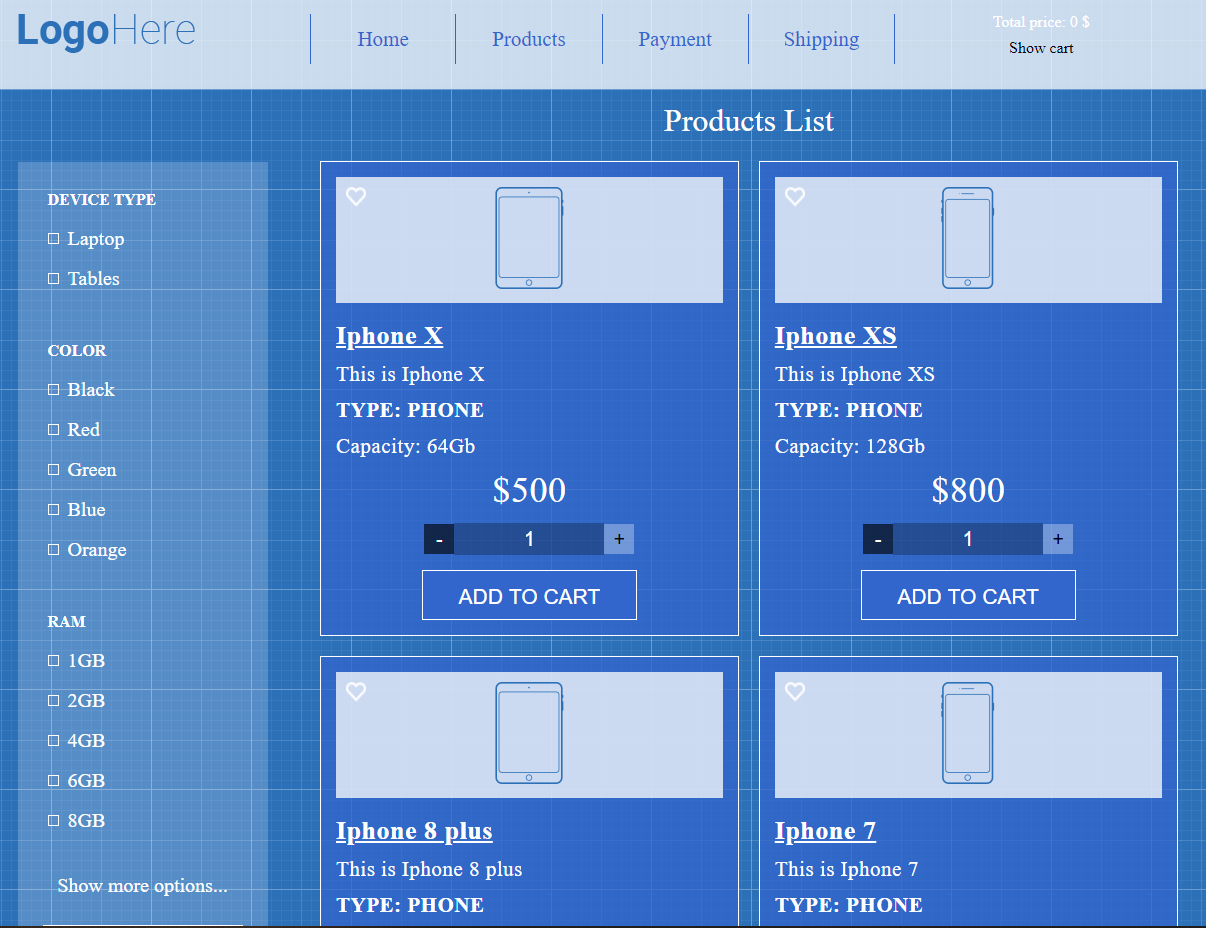 LogoHere
Home
Products
Payment
Shipping
Total price: 0 $
Show cart
Products List
DEVICE TYPE
Laptop
Tables
COLOR
Black
Red
Green
Blue
Orange
RAM
1GB
2GB
4GB
6GB
8GB
Show more options...
Iphone X
This is Iphone X
TYPE: PHONE
Capacity: 64Gb
$500
- 1 +
ADD TO CART
Iphone XS
This is Iphone XS
TYPE: PHONE
Capacity: 128Gb
$800
- 1 +
ADD TO CART
Iphone 8 plus
This is Iphone 8 plus
TYPE: PHONE
Iphone 7
This is Iphone 7
TYPE: PHONE